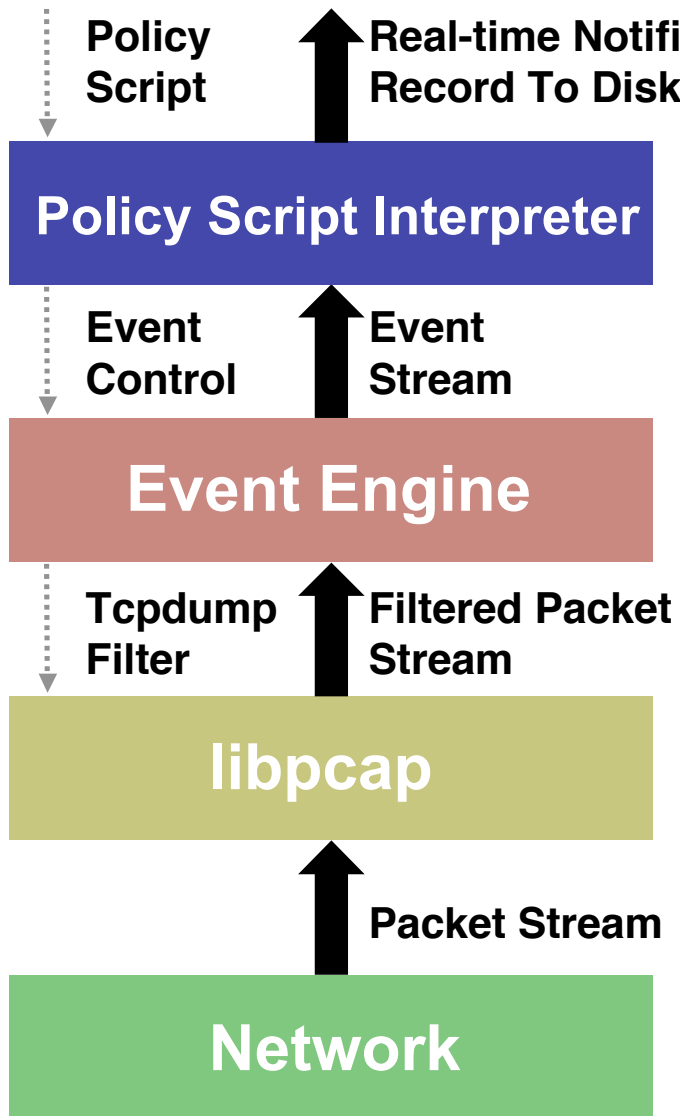 Policy
Script
Real-time Notifi
Record To Disk
Policy Script Interpreter
Event
Control
Event
Stream
Event Engine
Tcpdump
Filter
Filtered Packet
Stream
libpcap
Packet Stream
Network